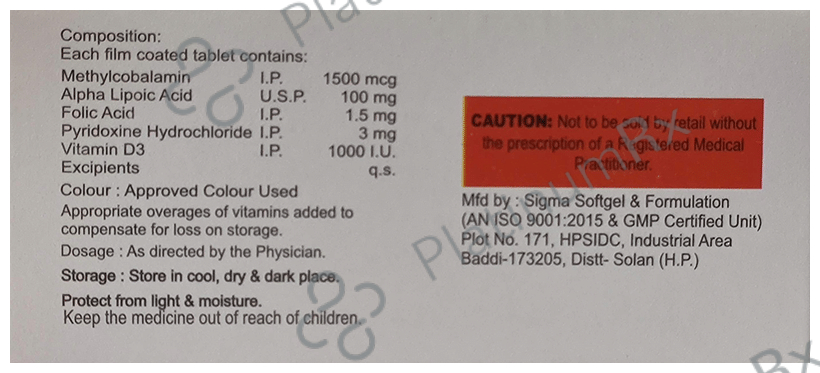 Composition:
Each film coated tablet contains:
Methylcobalamin I.P. 1500 mcg
Alpha Lipoic Acid U.S.P. 100 mg
Folic Acid I.P. 1.5 mg
Pyridoxine Hydrochloride I.P. 3 mg
Vitamin D3 I.P. 1000 I.U.
Excipients q.s.
Colour : Approved Colour Used
Appropriate overages of vitamins added to
compensate for loss on storage.
Dosage : As directed by the Physician.
Storage : Store in cool, dry & dark place.
Protect from light & moisture.
Keep the medicine out of reach of children.
CAUTION: Not to be sold by retail without
the prescription of a Registered Medical
Practitioner.
Mfd by : Sigma Softgel & Formulation
(AN ISO 9001:2015 & GMP Certified Unit)
Plot No. 171, HPSIDC, Industrial Area
Baddi-173205, Distt- Solan (H.P.)
PlatinumRx